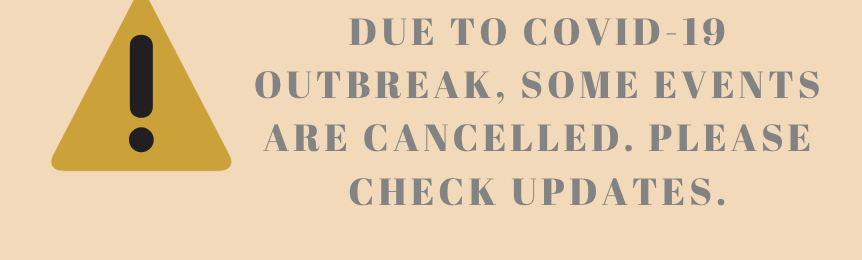 DUE TO COVID-19
OUTBREAK, SOME EVENTS
ARE CANCELLED. PLEASE
CHECK UPDATES.